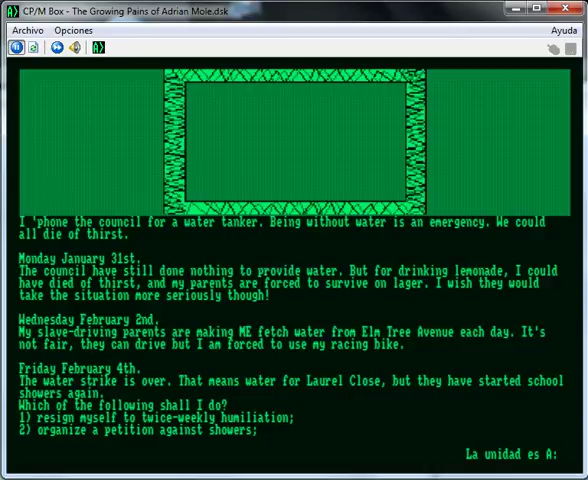 CP/M Box - The Growing Pains of Adrian Mole.dsk
Archivo Opciones Ayuda
A>
I 'phone the council for a water tanker. Being without water is an emergency. We could
all die of thirst.
Monday January 31st.
The council have still done nothing to provide water. But for drinking lemonade, I could
have died of thirst, and my parents are forced to survive on lager. I wish they would
take the situation more seriously though!
Wednesday February 2nd.
My slave-driving parents are making ME fetch water from Elm Tree Avenue each day. It's
not fair, they can drive but I am forced to use my racing bike.
Friday February 4th.
The water strike is over. That means water for Laurel Close, but they have started school
showers again.
Which of the following shall I do?
1) resign myself to twice-weekly humiliation;
2) organize a petition against showers;
La unidad es A: